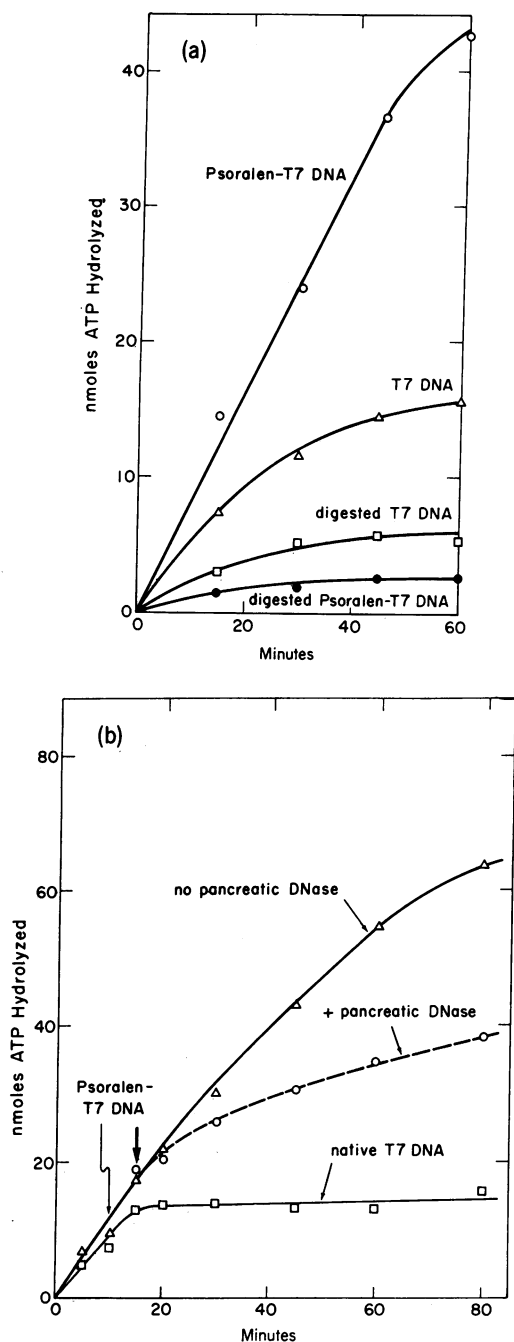 (a)
40
30
20
10
0
nmoles ATP Hydrolyzed
Psoralen-T7 DNA
T7 DNA
digested T7 DNA
digested Psoralen-T7 DNA
0
20
40
60
Minutes
(b)
80
60
40
20
0
nmoles ATP Hydrolyzed
no pancreatic DNase
+ pancreatic DNase
Psoralen-
T7 DNA
native T7 DNA
0
20
40
60
80
Minutes